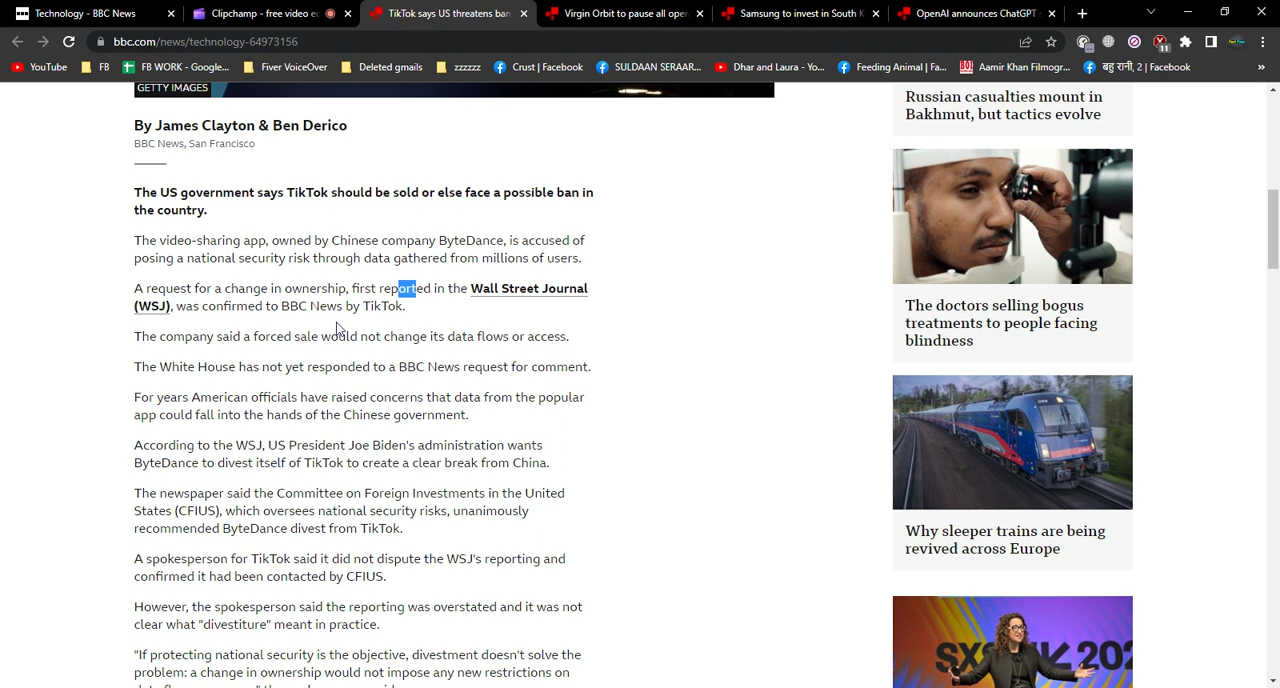 Technology - BBC News
Clipchamp - free video e
TikTok says US threatens ban
Virgin Orbit to pause all oper
Samsung to invest in South K
OpenAI announces ChatGPT
bbc.com/news/technology-64973156
11
YouTube
FB
FB WORK - Google...
Fiver VoiceOver
Deleted gmails
zzzzzz
Crust | Facebook
SULDAAN SERAAR...
Dhar and Laura - Yo...
Feeding Animal | Fa...
Aamir Khan Filmogr...
बहु रानी, 2 | Facebook
»
GETTY IMAGES
By James Clayton & Ben Derico
BBC News, San Francisco
The US government says TikTok should be sold or else face a possible ban in
the country.
The video-sharing app, owned by Chinese company ByteDance, is accused of
posing a national security risk through data gathered from millions of users.
A request for a change in ownership, first reported in the Wall Street Journal
(WSJ), was confirmed to BBC News by TikTok.
The company said a forced sale would not change its data flows or access.
The White House has not yet responded to a BBC News request for comment.
For years American officials have raised concerns that data from the popular
app could fall into the hands of the Chinese government.
According to the WSJ, US President Joe Biden's administration wants
ByteDance to divest itself of TikTok to create a clear break from China.
The newspaper said the Committee on Foreign Investments in the United
States (CFIUS), which oversees national security risks, unanimously
recommended ByteDance divest from TikTok.
A spokesperson for TikTok said it did not dispute the WSJ's reporting and
confirmed it had been contacted by CFIUS.
However, the spokesperson said the reporting was overstated and it was not
clear what "divestiture" meant in practice.
"If protecting national security is the objective, divestment doesn't solve the
problem: a change in ownership would not impose any new restrictions on
Russian casualties mount in
Bakhmut, but tactics evolve
The doctors selling bogus
treatments to people facing
blindness
Why sleeper trains are being
revived across Europe